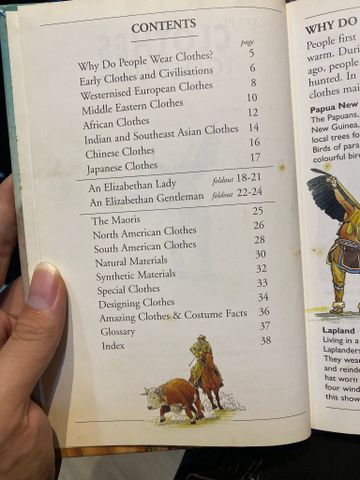 CONTENTS
page
Why Do People Wear Clothes? 5
Early Clothes and Civilisations 6
Westernised European Clothes 8
Middle Eastern Clothes 10
African Clothes 12
Indian and Southeast Asian Clothes 14
Chinese Clothes 16
Japanese Clothes 17
An Elizabethan Lady foldout 18-21
An Elizabethan Gentleman foldout 22-24
The Maoris 25
North American Clothes 26
South American Clothes 28
Natural Materials 30
Synthetic Materials 32
Special Clothes 33
Designing Clothes 34
Amazing Clothes & Costume Facts 36
Glossary 37
Index 38
WHY DO
People first
warm. Durin
ago, people
hunted. In
clothes mai
Papua New
The Papuans,
New Guinea,
local trees fo
Birds of para
colourful bir
Lapland
Living in a
Laplanders
They wea
and reinde
hat worn
four wind
this show